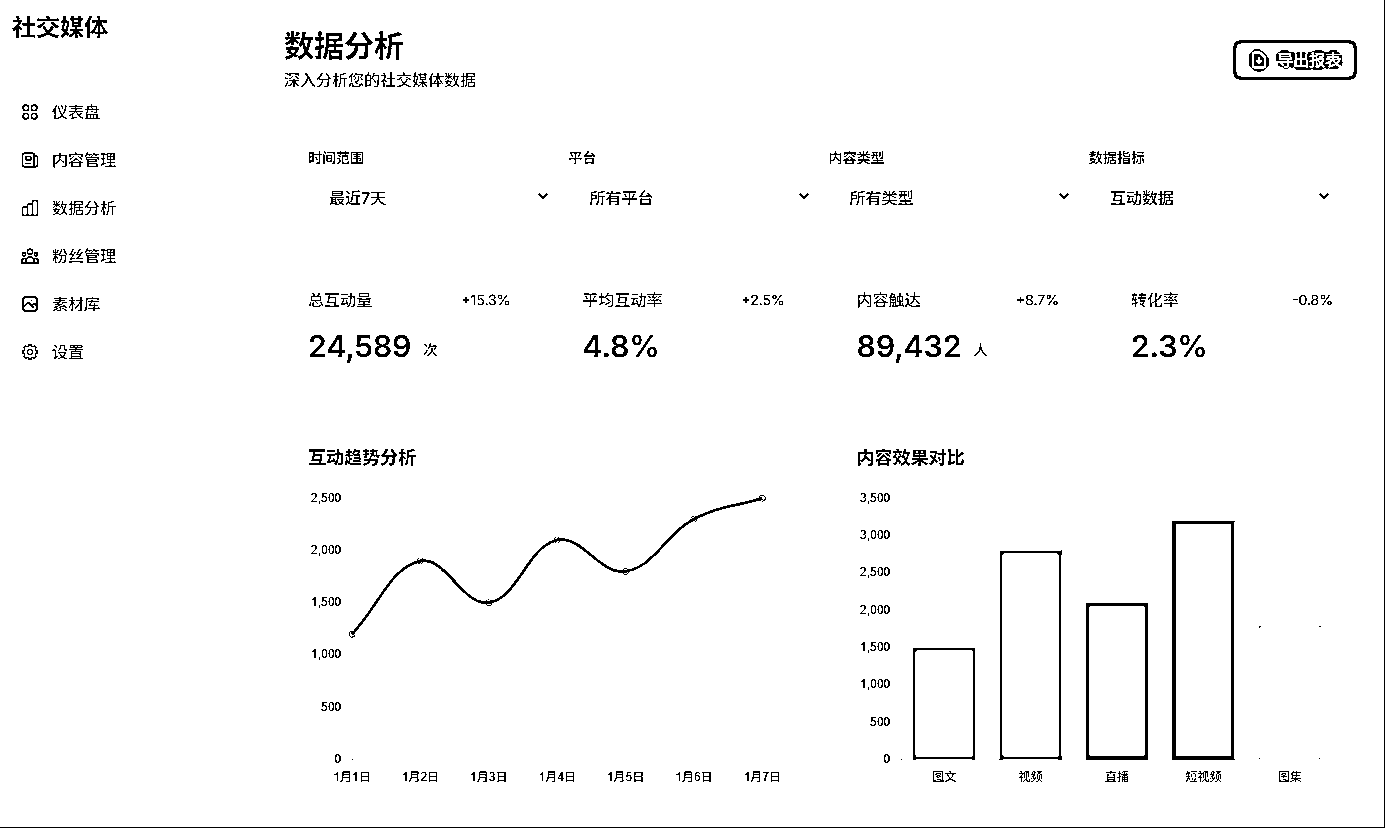 社交媒体
仪表盘
内容管理
数据分析
粉丝管理
素材库
设置
数据分析
深入分析您的社交媒体数据
导出报表
时间范围 平台 内容类型 数据指标
最近7天 所有平台 所有类型 互动数据
总互动量 +15.3% 平均互动率 +2.5% 内容触达 +8.7% 转化率 -0.8%
24,589 次 4.8% 89,432 人 2.3%
互动趋势分析
2,500
2,000
1,500
1,000
500
0
1月1日 1月2日 1月3日 1月4日 1月5日 1月6日 1月7日
内容效果对比
3,500
3,000
2,500
2,000
1,500
1,000
500
0
图文 视频 直播 短视频 图集